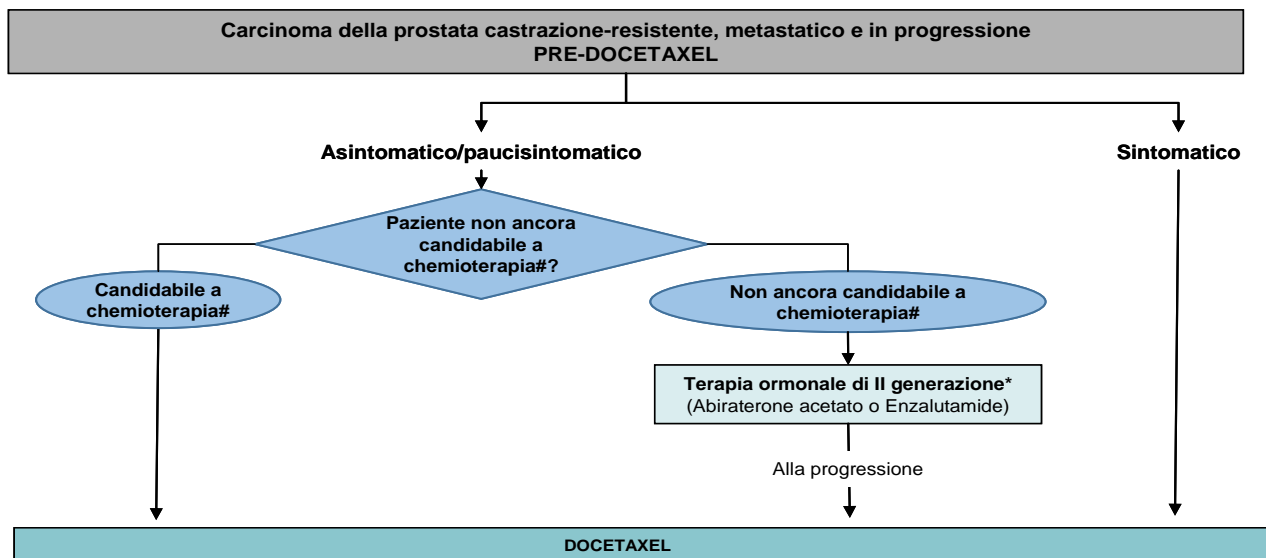 Carcinoma della prostata castrazione-resistente, metastatico e in progressione
PRE-DOCETAXEL
Asintomatico/paucisintomatico
Sintomatico
Paziente non ancora
candidabile a
chemioterapia#?
Candidabile a
chemioterapia#
Non ancora candidabile a
chemioterapia#
Terapia ormonale di II generazione*
(Abiraterone acetato o Enzalutamide)
Alla progressione
DOCETAXEL